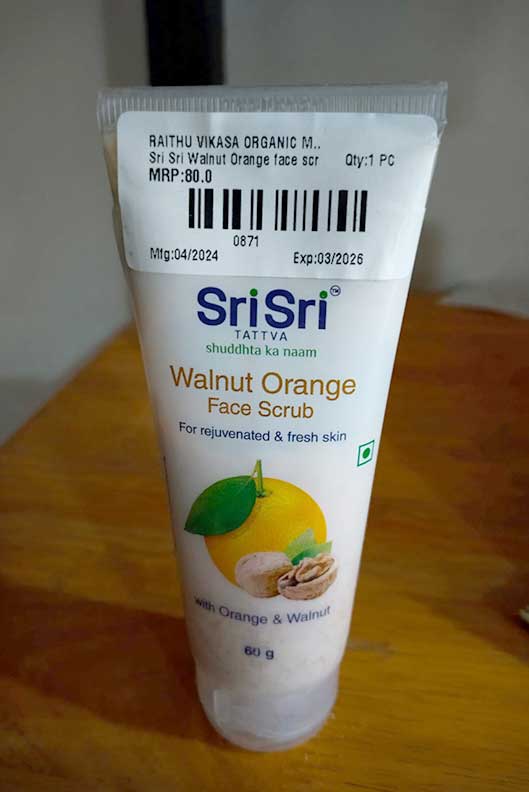 RAITHU VIKASA ORGANIC M..
Sri Sri Walnut Orange face scr Qty:1 PC
MRP:80.0
0871
Mfg:04/2024 Exp:03/2026
SriSri™
TATTVA
shuddhta ka naam
Walnut Orange
Face Scrub
For rejuvenated & fresh skin
with Orange & Walnut
60 g